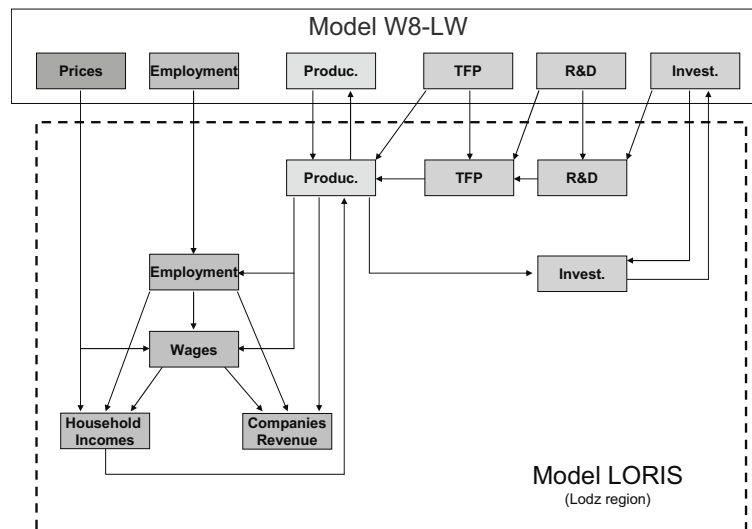 Model W8-LW
Prices
Employment
Produc.
TFP
R&D
Invest.
Produc.
TFP
R&D
Employment
Invest.
Wages
Household
Incomes
Companies
Revenue
Model LORIS
(Lodz region)